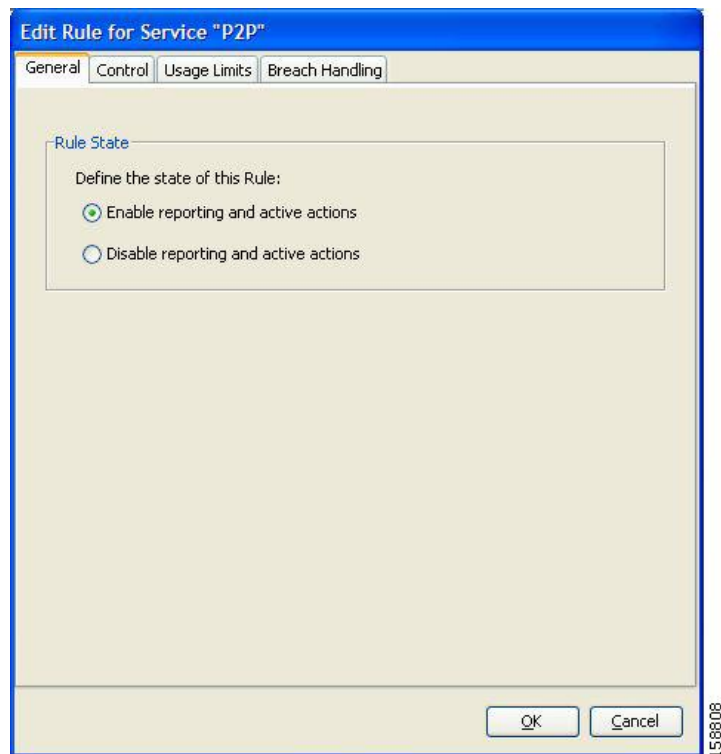 Edit Rule for Service "P2P"
General Control Usage Limits Breach Handling
Rule State
Define the state of this Rule:
Enable reporting and active actions
Disable reporting and active actions
OK Cancel
158808